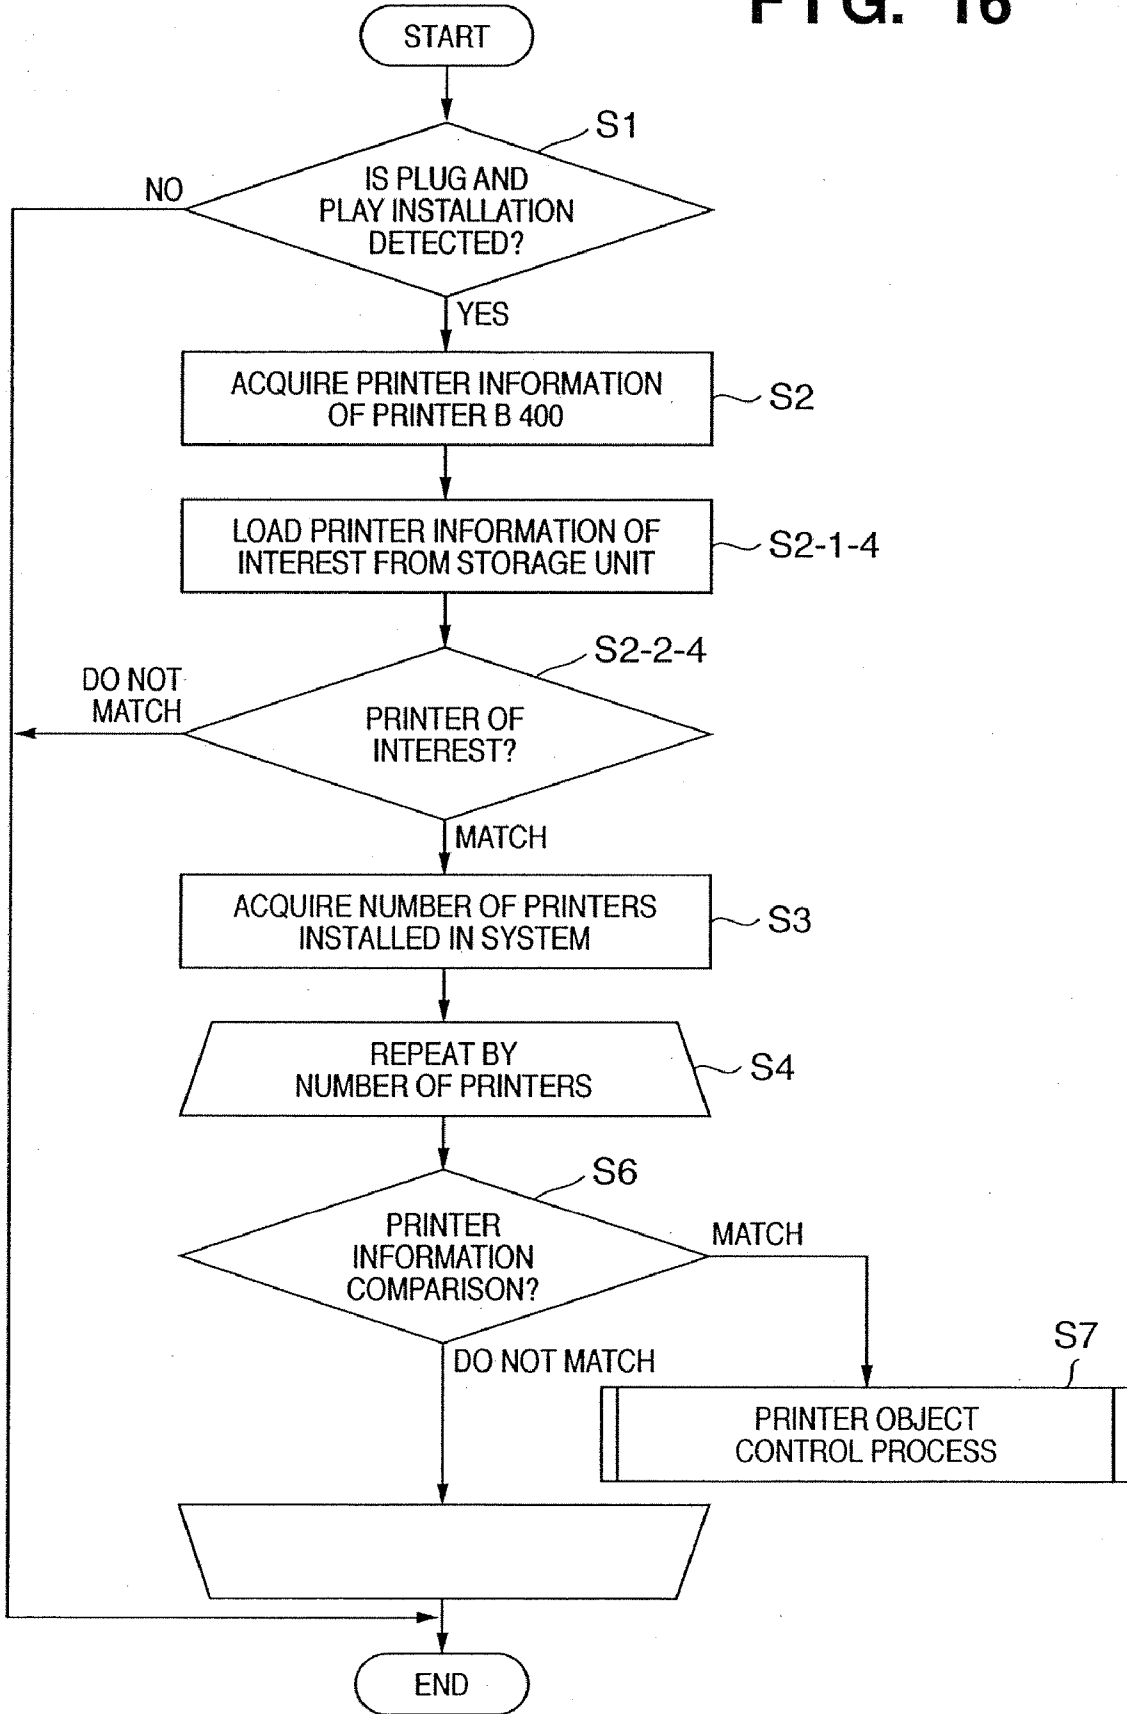 FIG. 16
START
S1
IS PLUG AND
PLAY INSTALLATION
DETECTED?
NO
YES
ACQUIRE PRINTER INFORMATION
OF PRINTER B 400
S2
LOAD PRINTER INFORMATION OF
INTEREST FROM STORAGE UNIT
S2-1-4
S2-2-4
DO NOT
MATCH
PRINTER OF
INTEREST?
MATCH
ACQUIRE NUMBER OF PRINTERS
INSTALLED IN SYSTEM
S3
REPEAT BY
NUMBER OF PRINTERS
S4
S6
PRINTER
INFORMATION
COMPARISON?
MATCH
DO NOT MATCH
S7
PRINTER OBJECT
CONTROL PROCESS
END